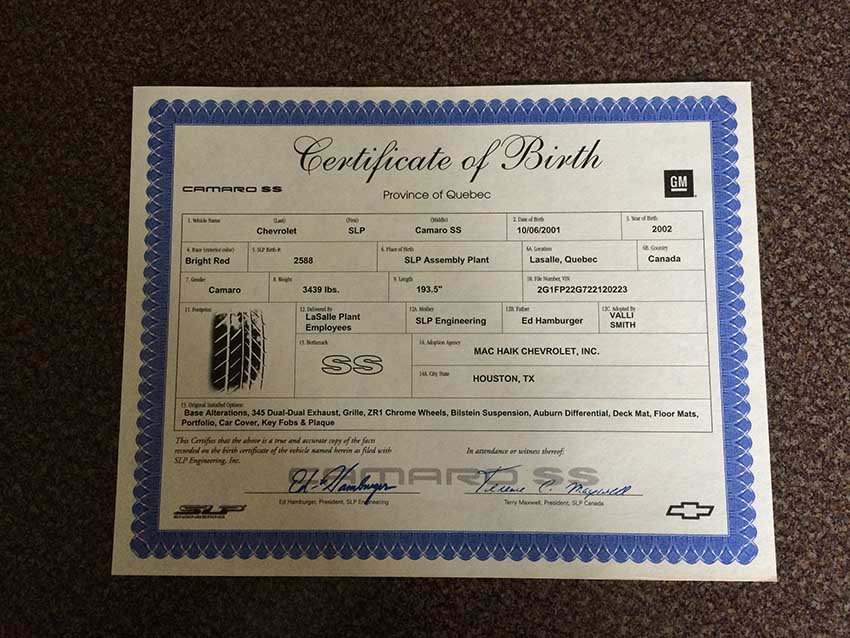 Certificate of Birth
CAMARO SS
Province of Quebec
GM
1. Vehicle Name (Last) (First) (Middle) 2. Date of Birth 3. Year of Birth
Chevrolet SLP Camaro SS 10/06/2001 2002
4. Race (exterior color) 5. SLP Birth #: 6. Place of Birth 6A. Location 6B. Country
Bright Red 2588 SLP Assembly Plant Lasalle, Quebec Canada
7. Gender 8. Weight 9. Length 10. File Number, VIN
Camaro 3439 lbs. 193.5" 2G1FP22G722120223
11. Footprint: 12. Delivered By 12A. Mother 12B. Father 12C. Adopted By
LaSalle Plant
Employees
SLP Engineering Ed Hamburger VALLI
SMITH
13. Birthmark 14. Adoption Agency
SS MAC HAIK CHEVROLET, INC.
14A. City, State
HOUSTON, TX
15. Original Installed Options:
Base Alterations, 345 Dual-Dual Exhaust, Grille, ZR1 Chrome Wheels, Bilstein Suspension, Auburn Differential, Deck Mat, Floor Mats,
Portfolio, Car Cover, Key Fobs & Plaque
This Certifies that the above is a true and accurate copy of the facts
recorded on the birth certificate of the vehicle named herein as filed with
SLP Engineering, Inc.
In attendance or witness thereof:
CAMARO SS
Ed Hamburger Terence C. Maxwell
Ed Hamburger, President, SLP Engineering Terry Maxwell, President, SLP Canada
SLP
ENGINEERING